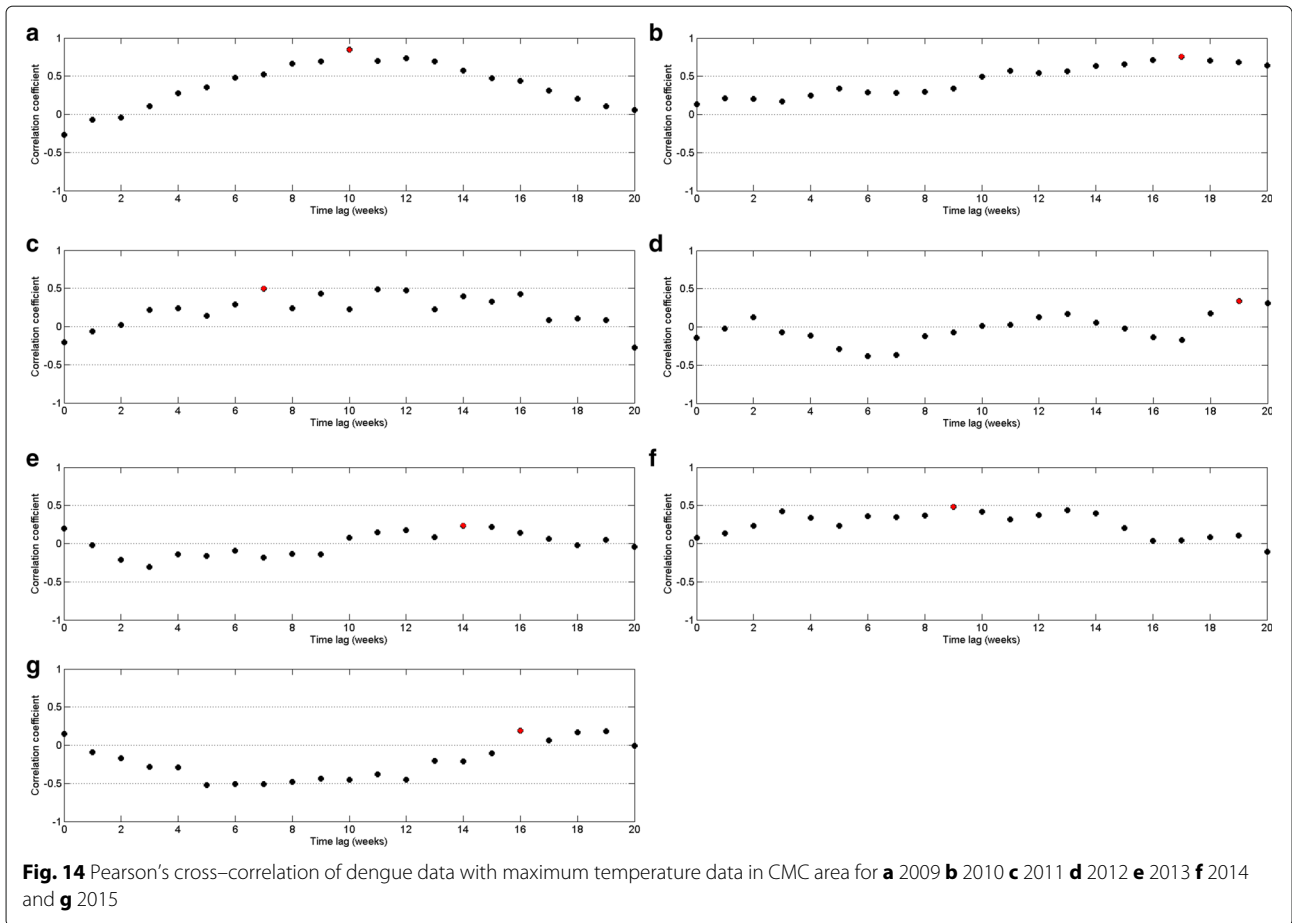 a
b
1
0.5
0
-0.5
-1
Correlation coefficient
0 2 4 6 8 10 12 14 16 18 20
Time lag (weeks)
1
0.5
0
-0.5
-1
Correlation coefficient
0 2 4 6 8 10 12 14 16 18 20
Time lag (weeks)
c
d
1
0.5
0
-0.5
-1
Correlation coefficient
0 2 4 6 8 10 12 14 16 18 20
Time lag (weeks)
1
0.5
0
-0.5
-1
Correlation coefficient
0 2 4 6 8 10 12 14 16 18 20
Time lag (weeks)
e
f
1
0.5
0
-0.5
-1
Correlation coefficient
0 2 4 6 8 10 12 14 16 18 20
Time lag (weeks)
1
0.5
0
-0.5
-1
Correlation coefficient
0 2 4 6 8 10 12 14 16 18 20
Time lag (weeks)
g
1
0.5
0
-0.5
-1
Correlation coefficient
0 2 4 6 8 10 12 14 16 18 20
Time lag (weeks)
Fig. 14 Pearson's cross–correlation of dengue data with maximum temperature data in CMC area for a 2009 b 2010 c 2011 d 2012 e 2013 f 2014
and g 2015